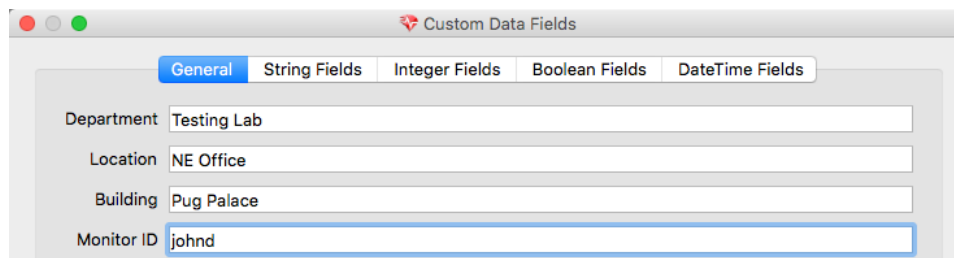 Custom Data Fields
General String Fields Integer Fields Boolean Fields DateTime Fields
Department Testing Lab
Location NE Office
Building Pug Palace
Monitor ID johnd